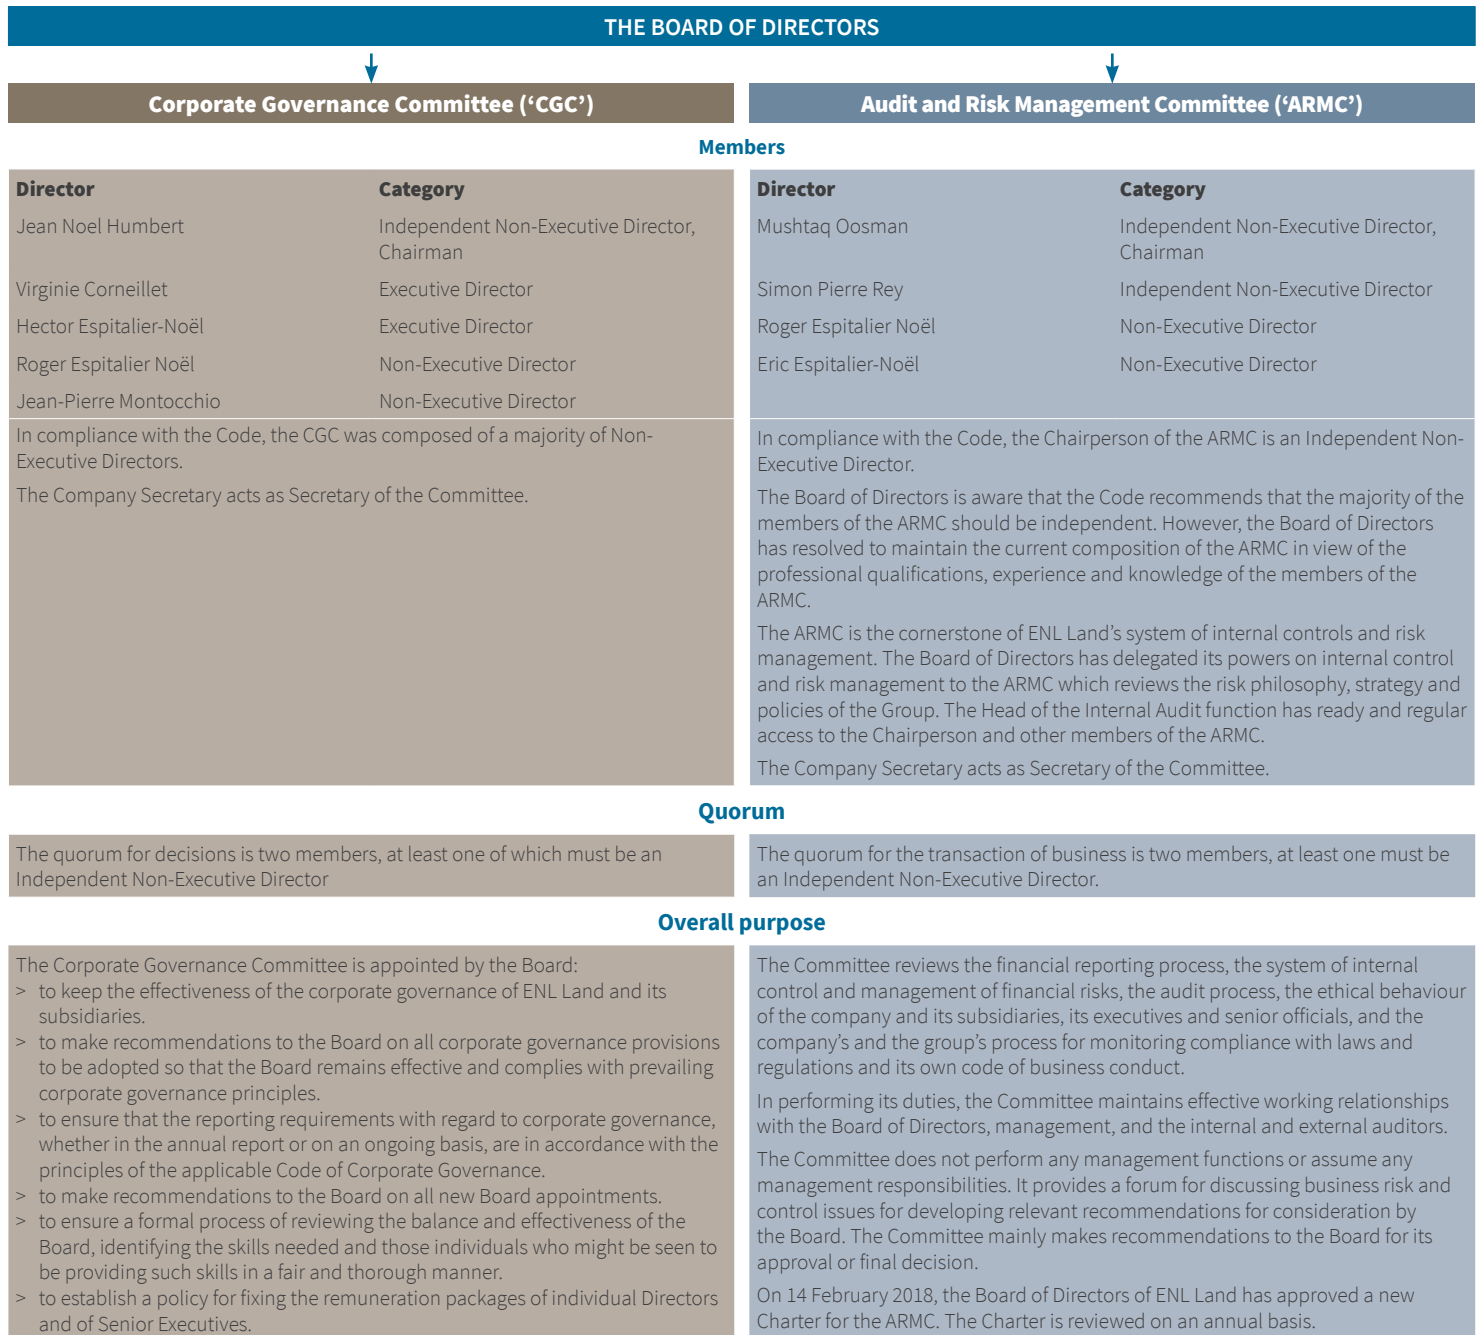 THE BOARD OF DIRECTORS
Corporate Governance Committee (‘CGC’)
Audit and Risk Management Committee (‘ARMC’)
Members
Director Category
Jean Noel Humbert Independent Non-Executive Director,
Chairman
Virginie Corneillet Executive Director
Hector Espitalier-Noël Executive Director
Roger Espitalier Noël Non-Executive Director
Jean-Pierre Montocchio Non-Executive Director
In compliance with the Code, the CGC was composed of a majority of Non-
Executive Directors.
The Company Secretary acts as Secretary of the Committee.
Director Category
Mushtaq Oosman Independent Non-Executive Director,
Chairman
Simon Pierre Rey Independent Non-Executive Director
Roger Espitalier Noël Non-Executive Director
Eric Espitalier-Noël Non-Executive Director
In compliance with the Code, the Chairperson of the ARMC is an Independent Non-
Executive Director.
The Board of Directors is aware that the Code recommends that the majority of the
members of the ARMC should be independent. However, the Board of Directors
has resolved to maintain the current composition of the ARMC in view of the
professional qualifications, experience and knowledge of the members of the
ARMC.
The ARMC is the cornerstone of ENL Land’s system of internal controls and risk
management. The Board of Directors has delegated its powers on internal control
and risk management to the ARMC which reviews the risk philosophy, strategy and
policies of the Group. The Head of the Internal Audit function has ready and regular
access to the Chairperson and other members of the ARMC.
The Company Secretary acts as Secretary of the Committee.
Quorum
The quorum for decisions is two members, at least one of which must be an
Independent Non-Executive Director
The quorum for the transaction of business is two members, at least one must be
an Independent Non-Executive Director.
Overall purpose
The Corporate Governance Committee is appointed by the Board:
> to keep the effectiveness of the corporate governance of ENL Land and its
subsidiaries.
> to make recommendations to the Board on all corporate governance provisions
to be adopted so that the Board remains effective and complies with prevailing
corporate governance principles.
> to ensure that the reporting requirements with regard to corporate governance,
whether in the annual report or on an ongoing basis, are in accordance with the
principles of the applicable Code of Corporate Governance.
> to make recommendations to the Board on all new Board appointments.
> to ensure a formal process of reviewing the balance and effectiveness of the
Board, identifying the skills needed and those individuals who might be seen to
be providing such skills in a fair and thorough manner.
> to establish a policy for fixing the remuneration packages of individual Directors
and of Senior Executives.
The Committee reviews the financial reporting process, the system of internal
control and management of financial risks, the audit process, the ethical behaviour
of the company and its subsidiaries, its executives and senior officials, and the
company’s and the group’s process for monitoring compliance with laws and
regulations and its own code of business conduct.
In performing its duties, the Committee maintains effective working relationships
with the Board of Directors, management, and the internal and external auditors.
The Committee does not perform any management functions or assume any
management responsibilities. It provides a forum for discussing business risk and
control issues for developing relevant recommendations for consideration by
the Board. The Committee mainly makes recommendations to the Board for its
approval or final decision.
On 14 February 2018, the Board of Directors of ENL Land has approved a new
Charter for the ARMC. The Charter is reviewed on an annual basis.